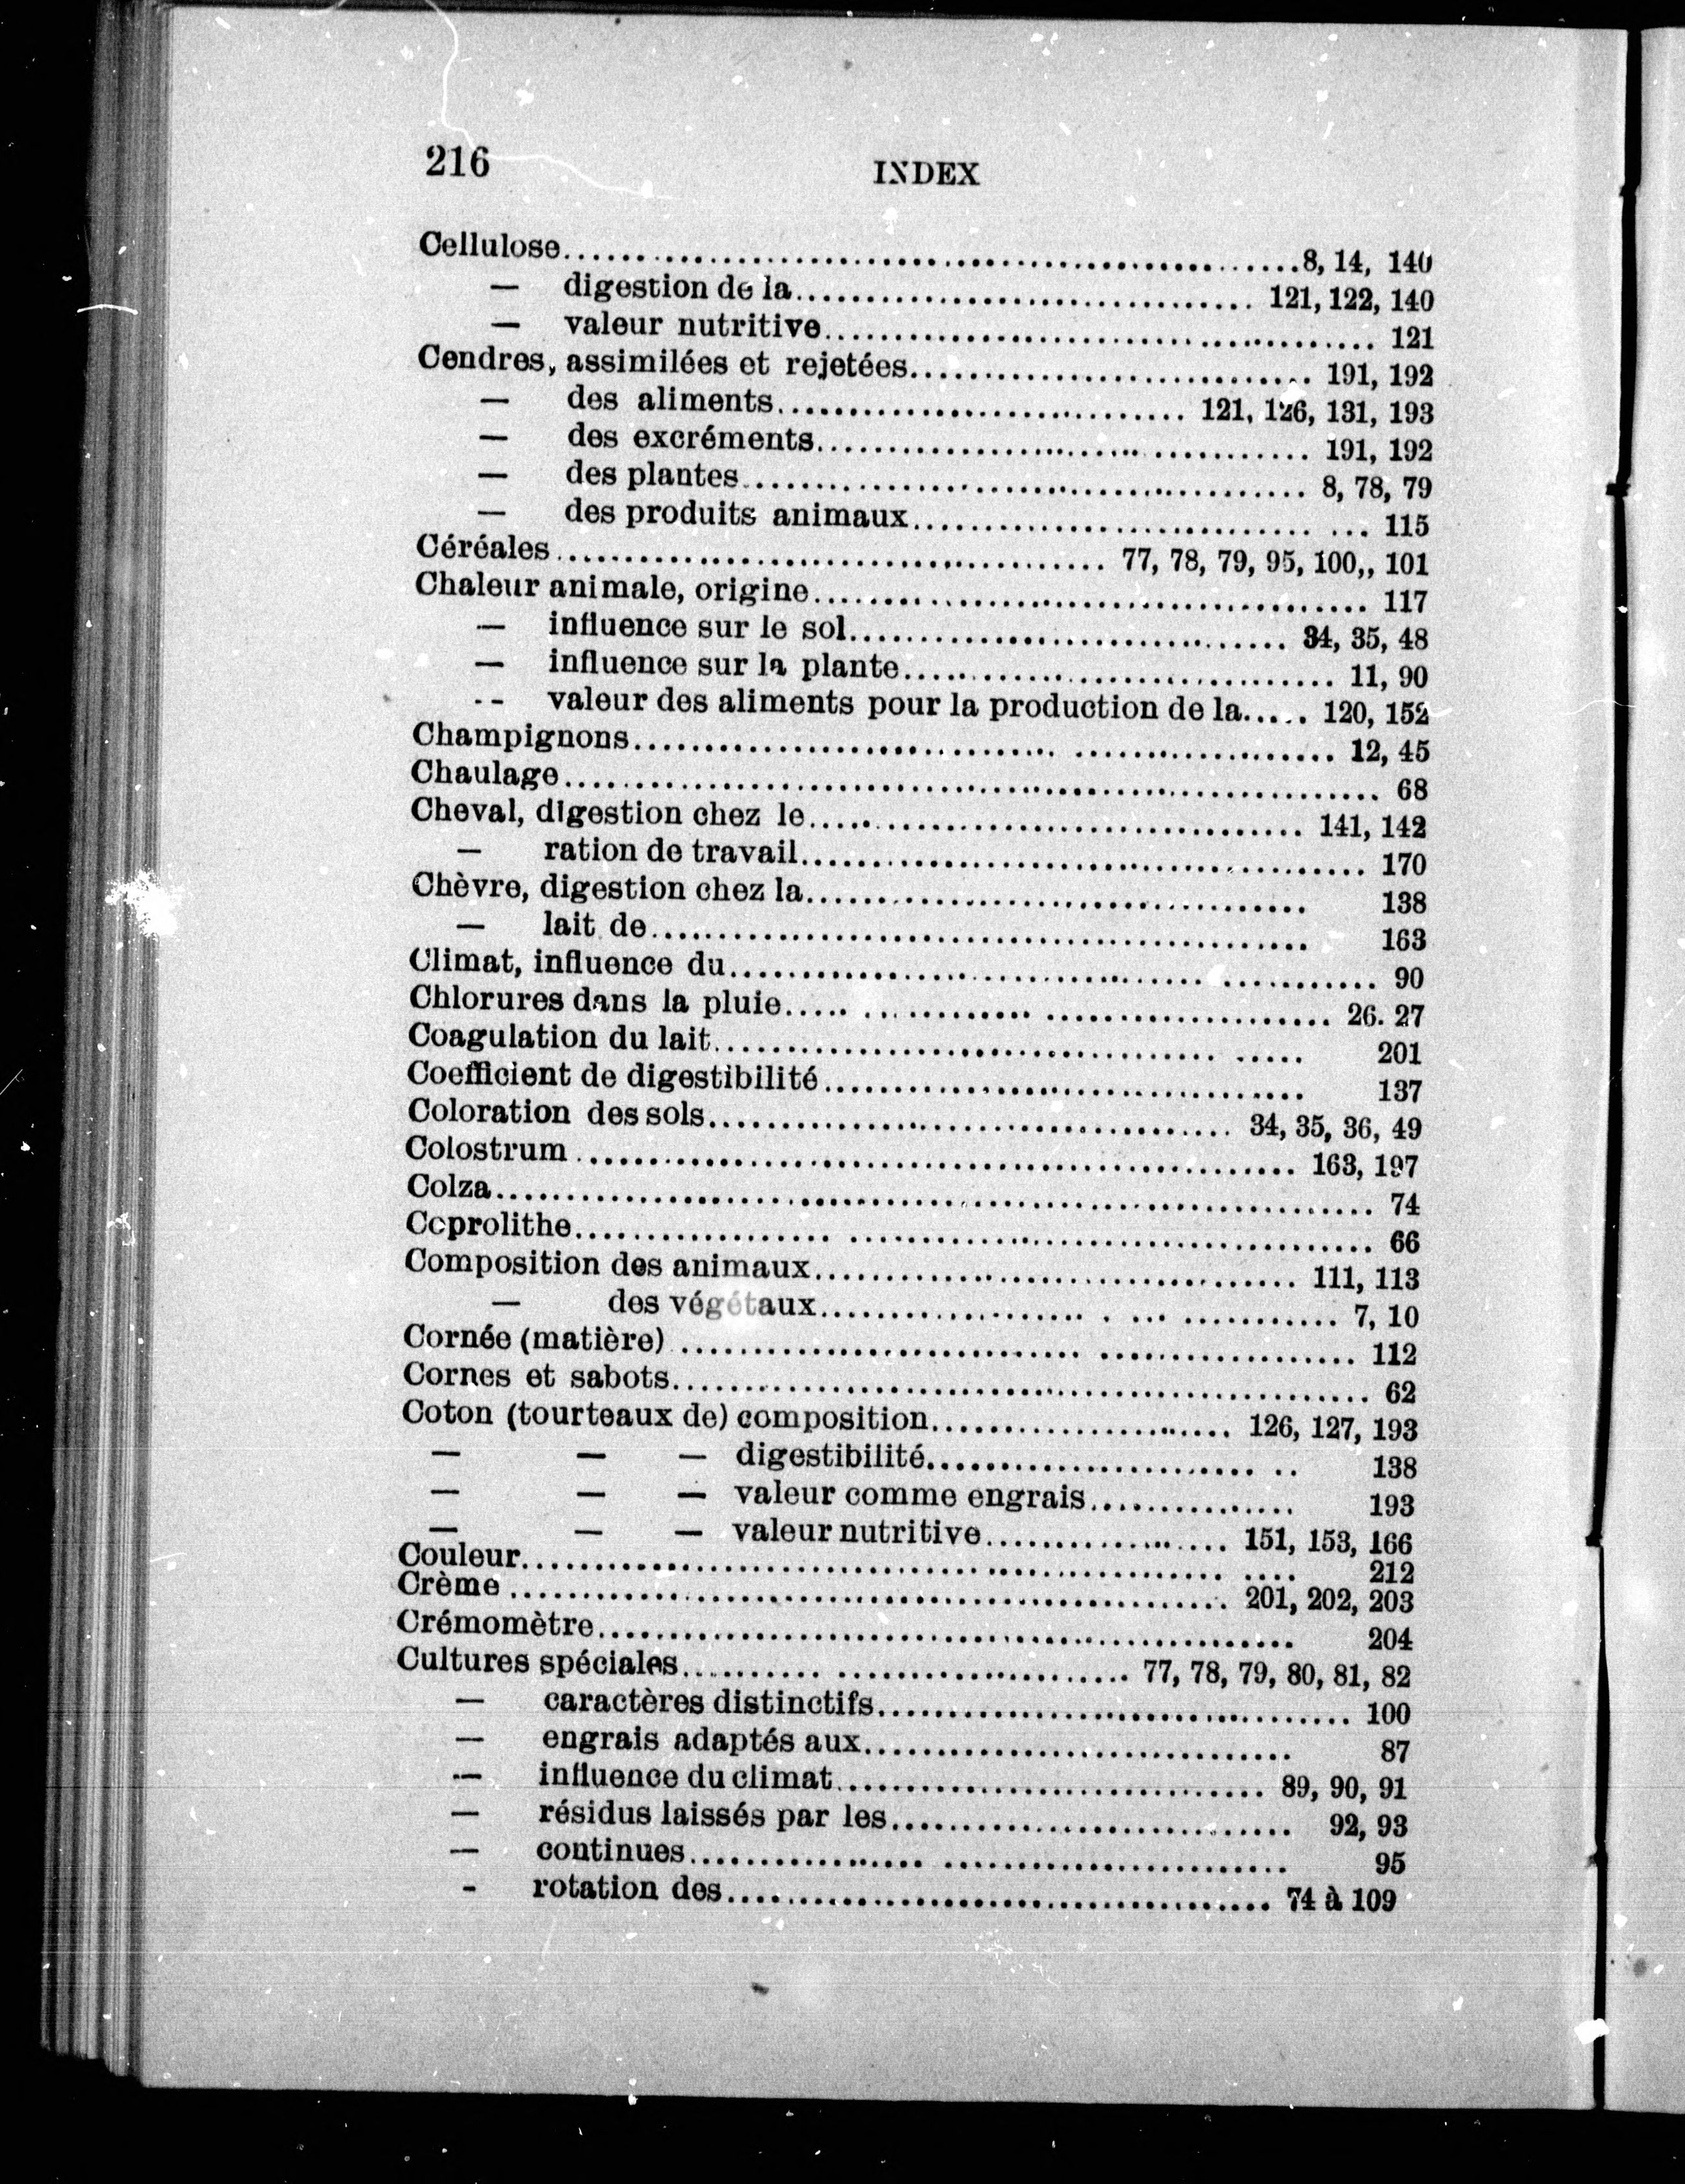 216
INDEX
Cellulose........................................8, 14, 140
— digestion de la................................ 121, 122, 140
— valeur nutritive........................................ 121
Cendres, assimilées et rejetées............................ 191, 192
— des aliments............................ 121, 126, 131, 193
— des excréments................................... 191, 192
— des plantes........................................ 8, 78, 79
— des produits animaux............................ ... 115
Céréales....................................... 77, 78, 79, 95, 100,, 101
Chaleur animale, origine....................................... 117
— influence sur le sol............................... 34, 35, 48
— influence sur la plante............................... 11, 90
-- valeur des aliments pour la production de la..... 120, 152
Champignons.............................. ................... 12, 45
Chaulage.......................................................... 68
Cheval, digestion chez le................................... 141, 142
— ration de travail........................................ 170
Chèvre, digestion chez la................................... 138
— lait de............................................... 163
Climat, influence du................................. ........... 90
Chlorures dans la pluie..... ............ .................... 26. 27
Coagulation du lait................................... ..... 201
Coefficient de digestibilité.................................. 137
Coloration des sols..................................... 34, 35, 36, 49
Colostrum .................................................. 163, 197
Colza.............................................................. 74
Coprolithe.................. ..................................... 66
Composition des animaux.................................. 111, 113
— des végétaux................... . ... ........... 7, 10
Cornée (matière) ............................ .................. 112
Cornes et sabots................................................. 62
Coton (tourteaux de) composition..................... 126, 127, 193
— — — digestibilité....................... .. 138
— — — valeur comme engrais............... 193
— — — valeur nutritive................. 151, 153, 166
Couleur................................................. .... 212
Crème .................................................. 201, 202, 203
Crémomètre................................................. 204
Cultures spéciales.......... ..................... 77, 78, 79, 80, 81, 82
— caractères distinctifs................................. 100
— engrais adaptés aux.............................. 87
— influence du climat.............................. 89, 90, 91
— résidus laissés par les............................ 92, 93
— continues................ ........................ 95
- rotation des...................................... 74 à 109